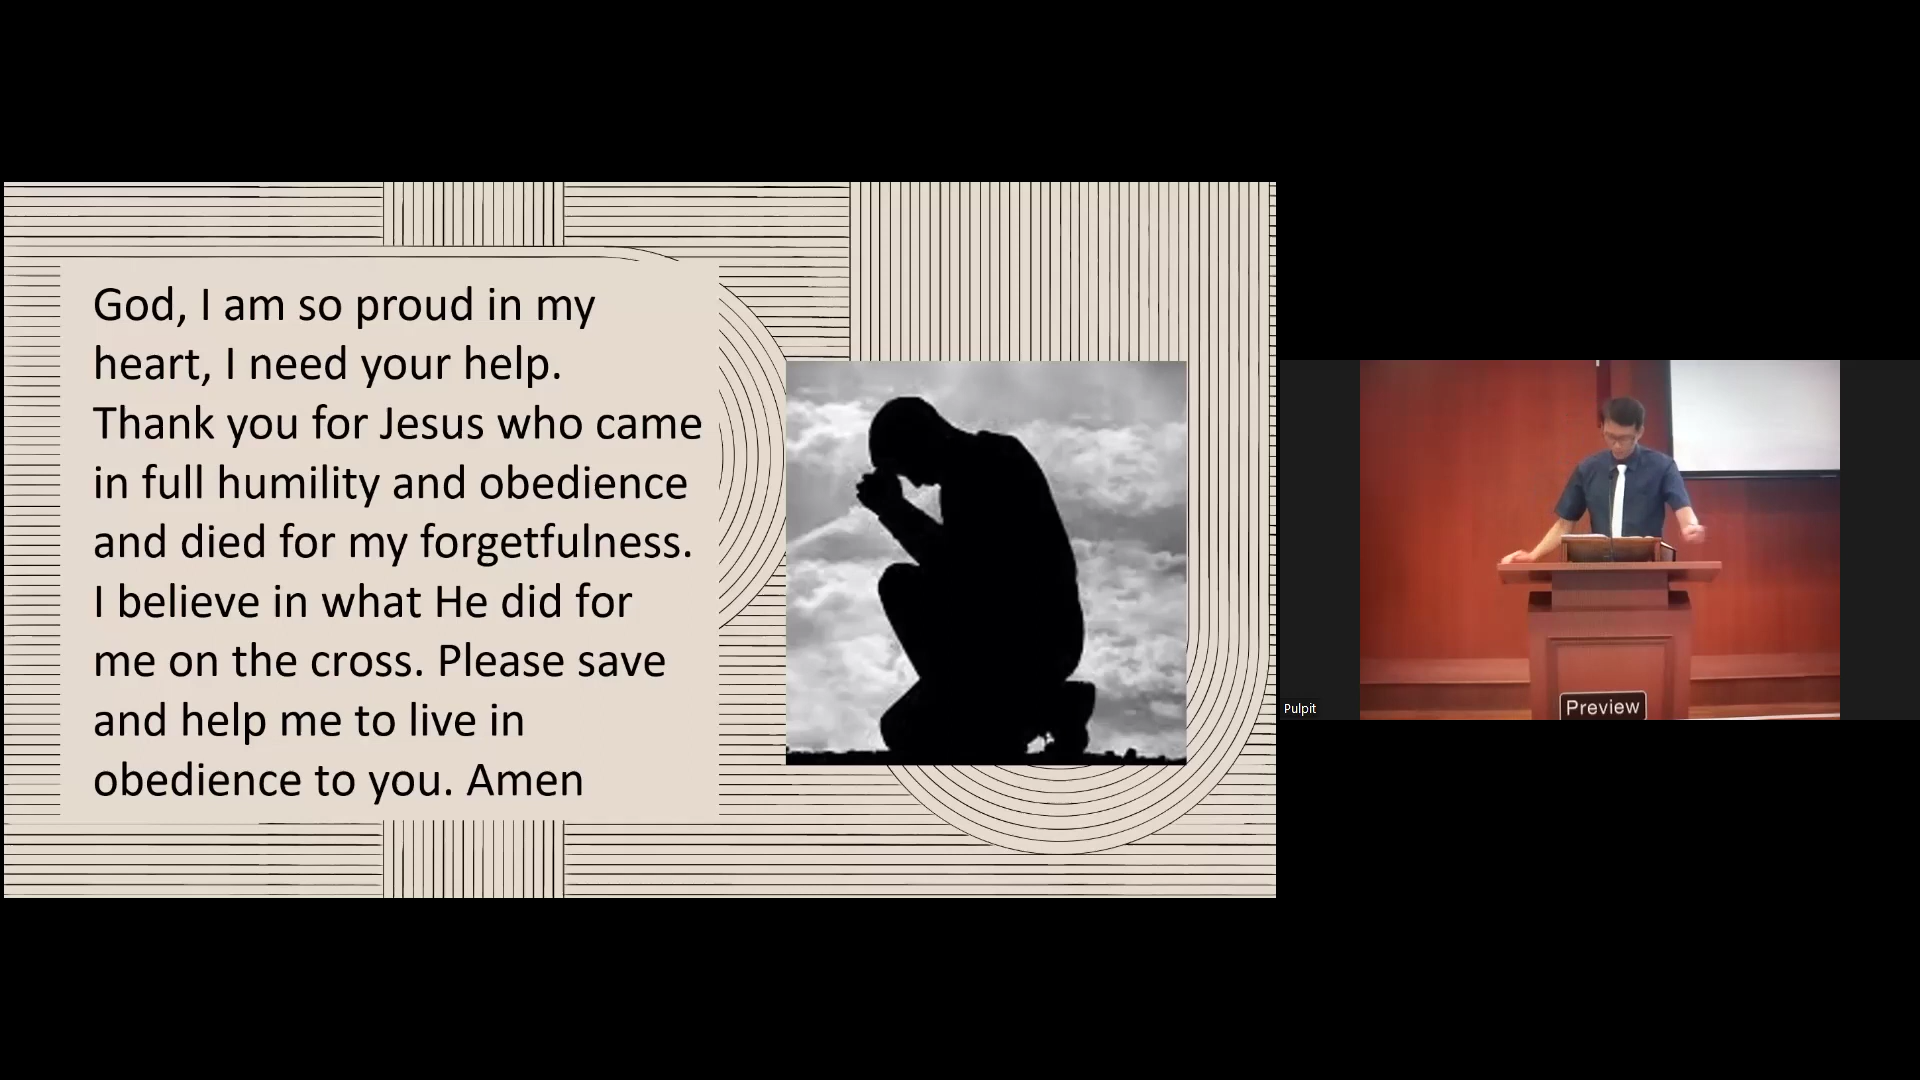 God, I am so proud in my
heart, I need your help.
Thank you for Jesus who came
in full humility and obedience
and died for my forgetfulness.
I believe in what He did for
me on the cross. Please save
and help me to live in
obedience to you. Amen
Pulpit
Preview